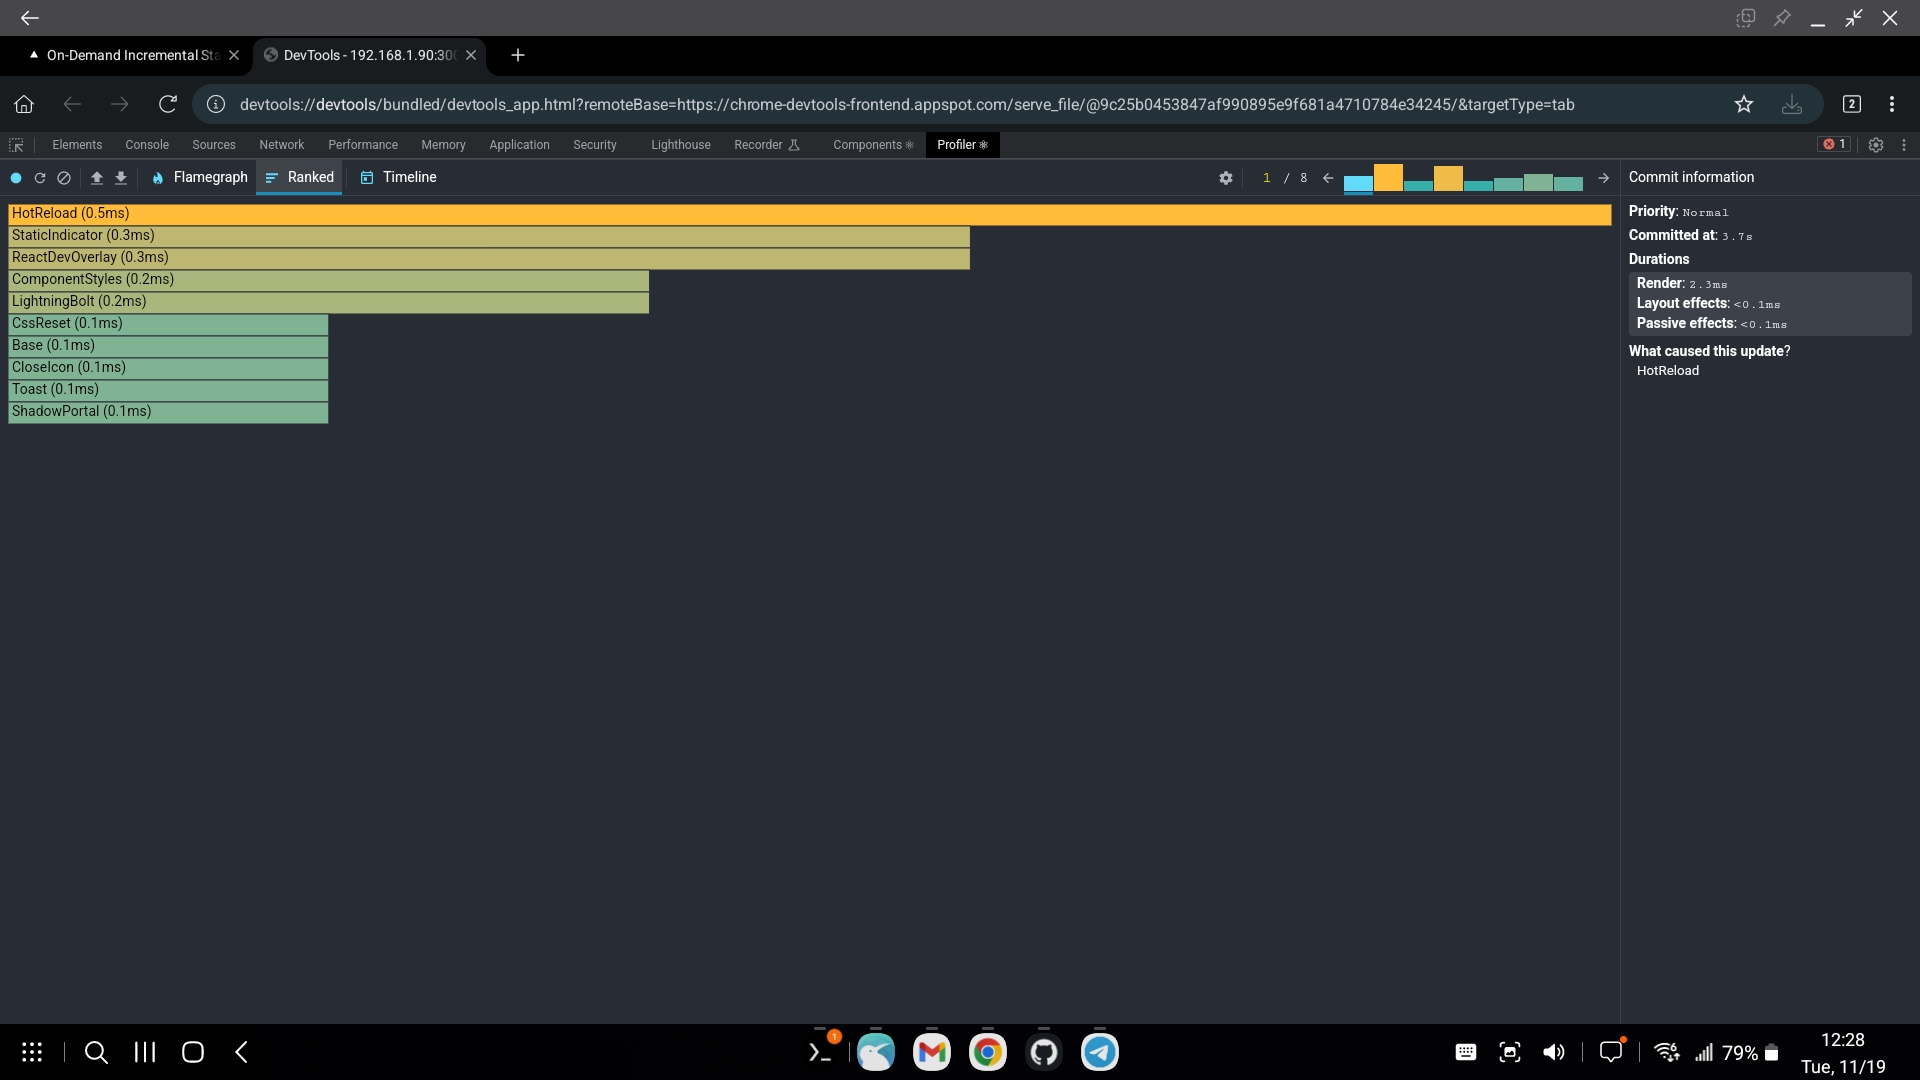 On-Demand Incremental Sta
DevTools - 192.168.1.90:300
devtools://devtools/bundled/devtools_app.html?remoteBase=https://chrome-devtools-frontend.appspot.com/serve_file/@9c25b0453847af990895e9f681a4710784e34245/&targetType=tab
2
Elements Console Sources Network Performance Memory Application Security Lighthouse Recorder Components ⚛ Profiler ⚛ 1
Flamegraph Ranked Timeline 1 / 8
Commit information
HotReload (0.5ms)
StaticIndicator (0.3ms)
ReactDevOverlay (0.3ms)
ComponentStyles (0.2ms)
LightningBolt (0.2ms)
CssReset (0.1ms)
Base (0.1ms)
CloseIcon (0.1ms)
Toast (0.1ms)
ShadowPortal (0.1ms)
Priority: Normal
Committed at: 3.7s
Durations
Render: 2.3ms
Layout effects: <0.1ms
Passive effects: <0.1ms
What caused this update?
HotReload
1
79%
12:28
Tue, 11/19